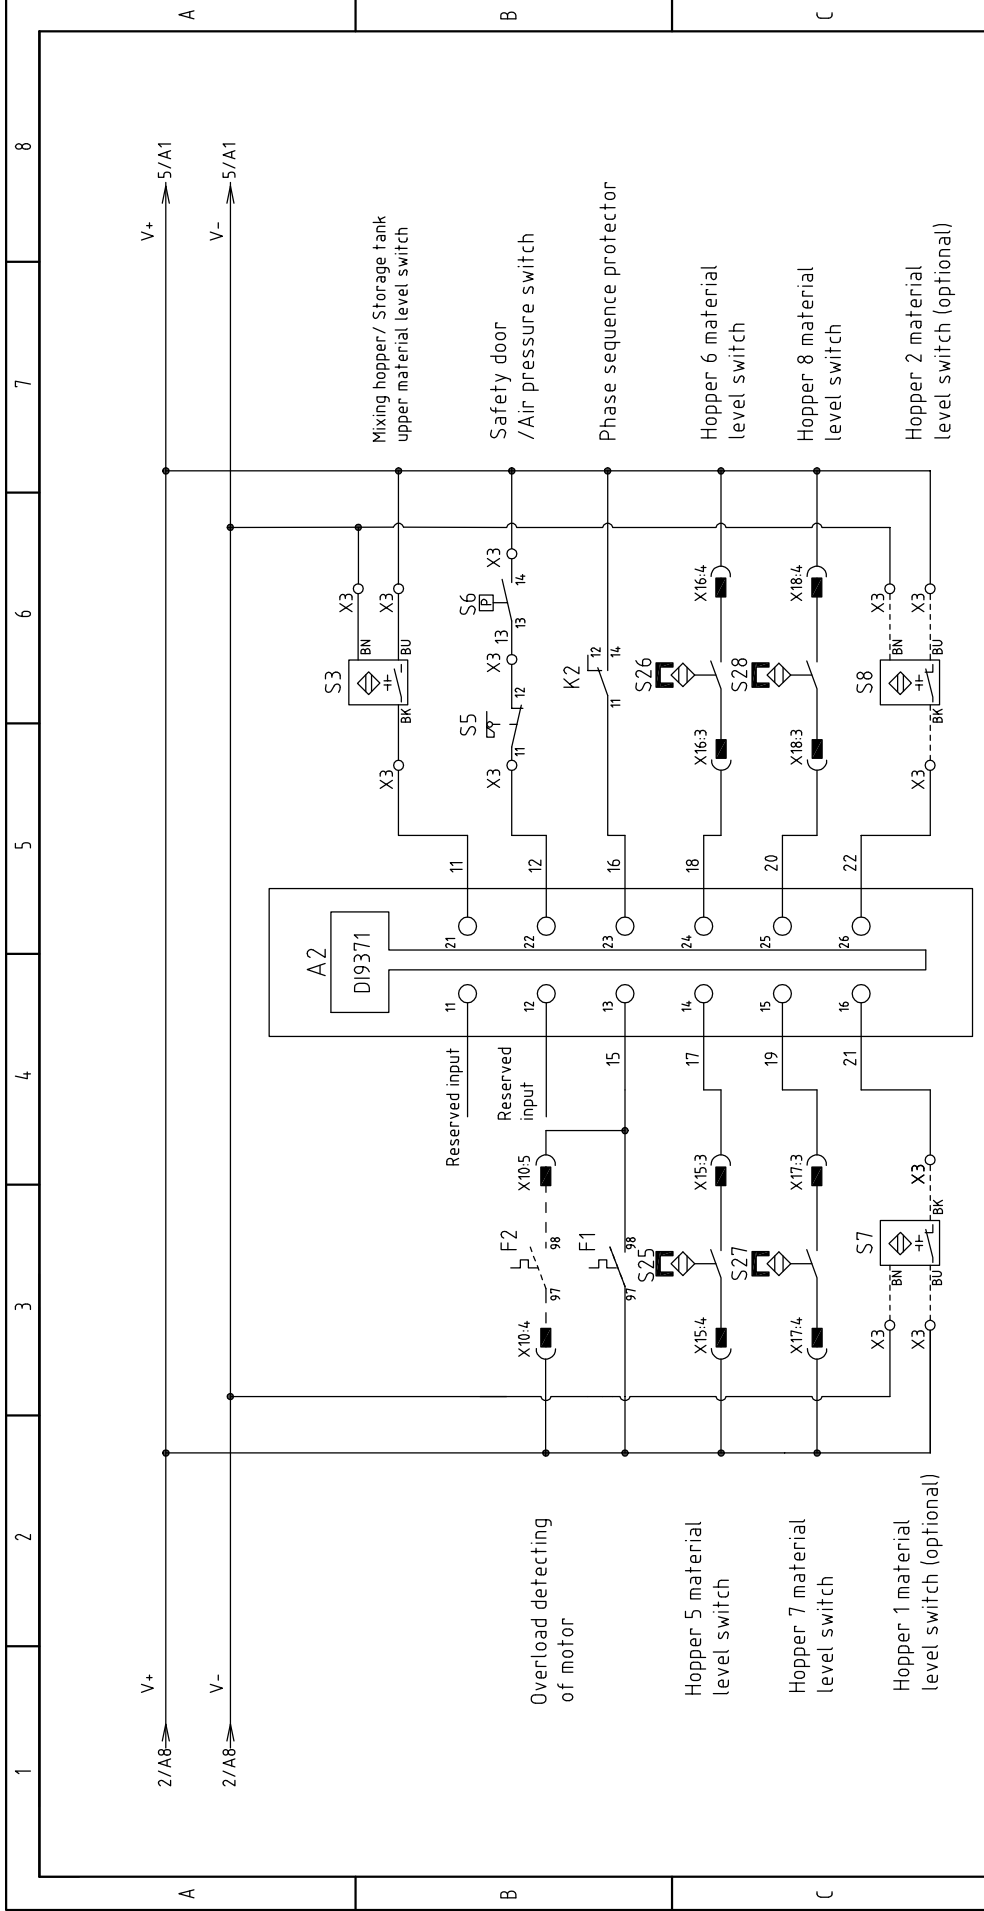 1 2 3 4 5 6 7 8
A
A
B
B
C
C
2/A8
V+
V+
5/A1
2/A8
V-
V-
5/A1
A2
DI9371
Reserved input
11
21
11
X3
BK
S3
BN
BU
X3
X3
Mixing hopper/ Storage tank
upper material level switch
Reserved
input
12
22
12
X3
11
S5
12
X3
13
13
S6
P
14
X3
Safety door
/Air pressure switch
Overload detecting
of motor
X10:4
97
F2
98
X10:5
97
F1
98
15
13
23
16
11
K2
12
14
Phase sequence protector
Hopper 5 material
level switch
X15:4
S25
X15:3
17
14
24
18
X16:3
S26
X16:4
Hopper 6 material
level switch
Hopper 7 material
level switch
X17:4
S27
X17:3
19
15
25
20
X18:3
S28
X18:4
Hopper 8 material
level switch
Hopper 1 material
level switch (optional)
X3
X3
BN
BU
S7
BK
X3
21
16
26
22
X3
BK
S8
BN
BU
X3
X3
Hopper 2 material
level switch (optional)